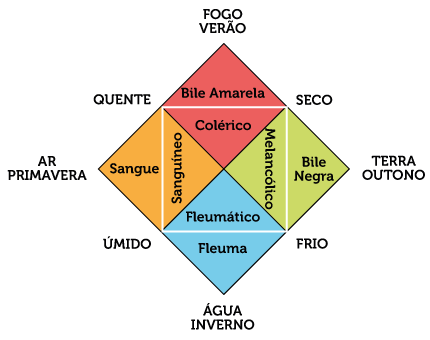 FOGO
VERÃO
QUENTE
Bile Amarela
SECO
Colérico
AR
PRIMAVERA
Sangue
Sanguíneo
Melancólico
Bile
Negra
TERRA
OUTONO
Fleumático
ÚMIDO
Fleuma
FRIO
ÁGUA
INVERNO